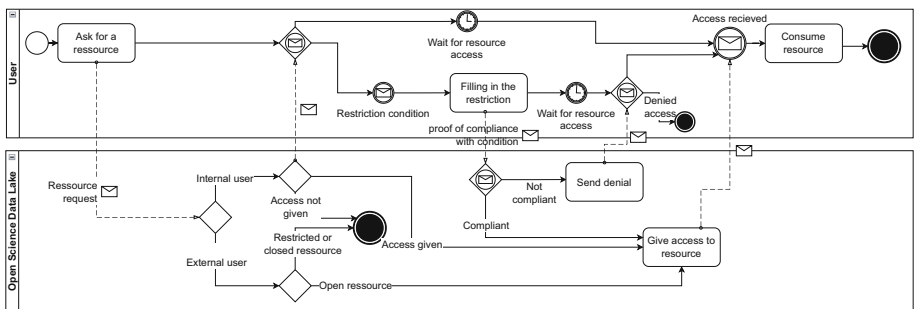 User
Ask for a
ressource
Wait for resource
access
Access recieved
Consume
resource
Restriction condition
Filling in the
restriction
Wait for resource
access
Denied
access
proof of compliance
with condition
Open Science Data Lake
Ressource
request
Internal user
External user
Access not
given
Restricted or
closed ressource
Access given
Open ressource
Not
compliant
Compliant
Send denial
Give access to
resource